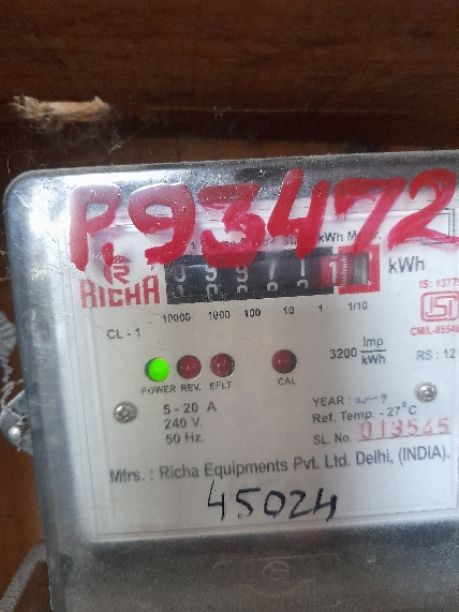 P.93472
kWh
RICHA
IS: 1377
CL - 1
10000 1000 100 10 1 1/10
CM/L-8554
3200 Imp/kWh
RS : 12
POWER REV. EFLT CAL
5 - 20 A
240 V.
50 Hz.
YEAR :
Ref. Temp. - 27°C
SL. No. 013545
Mfrs. : Richa Equipments Pvt. Ltd. Delhi, (INDIA).
45024